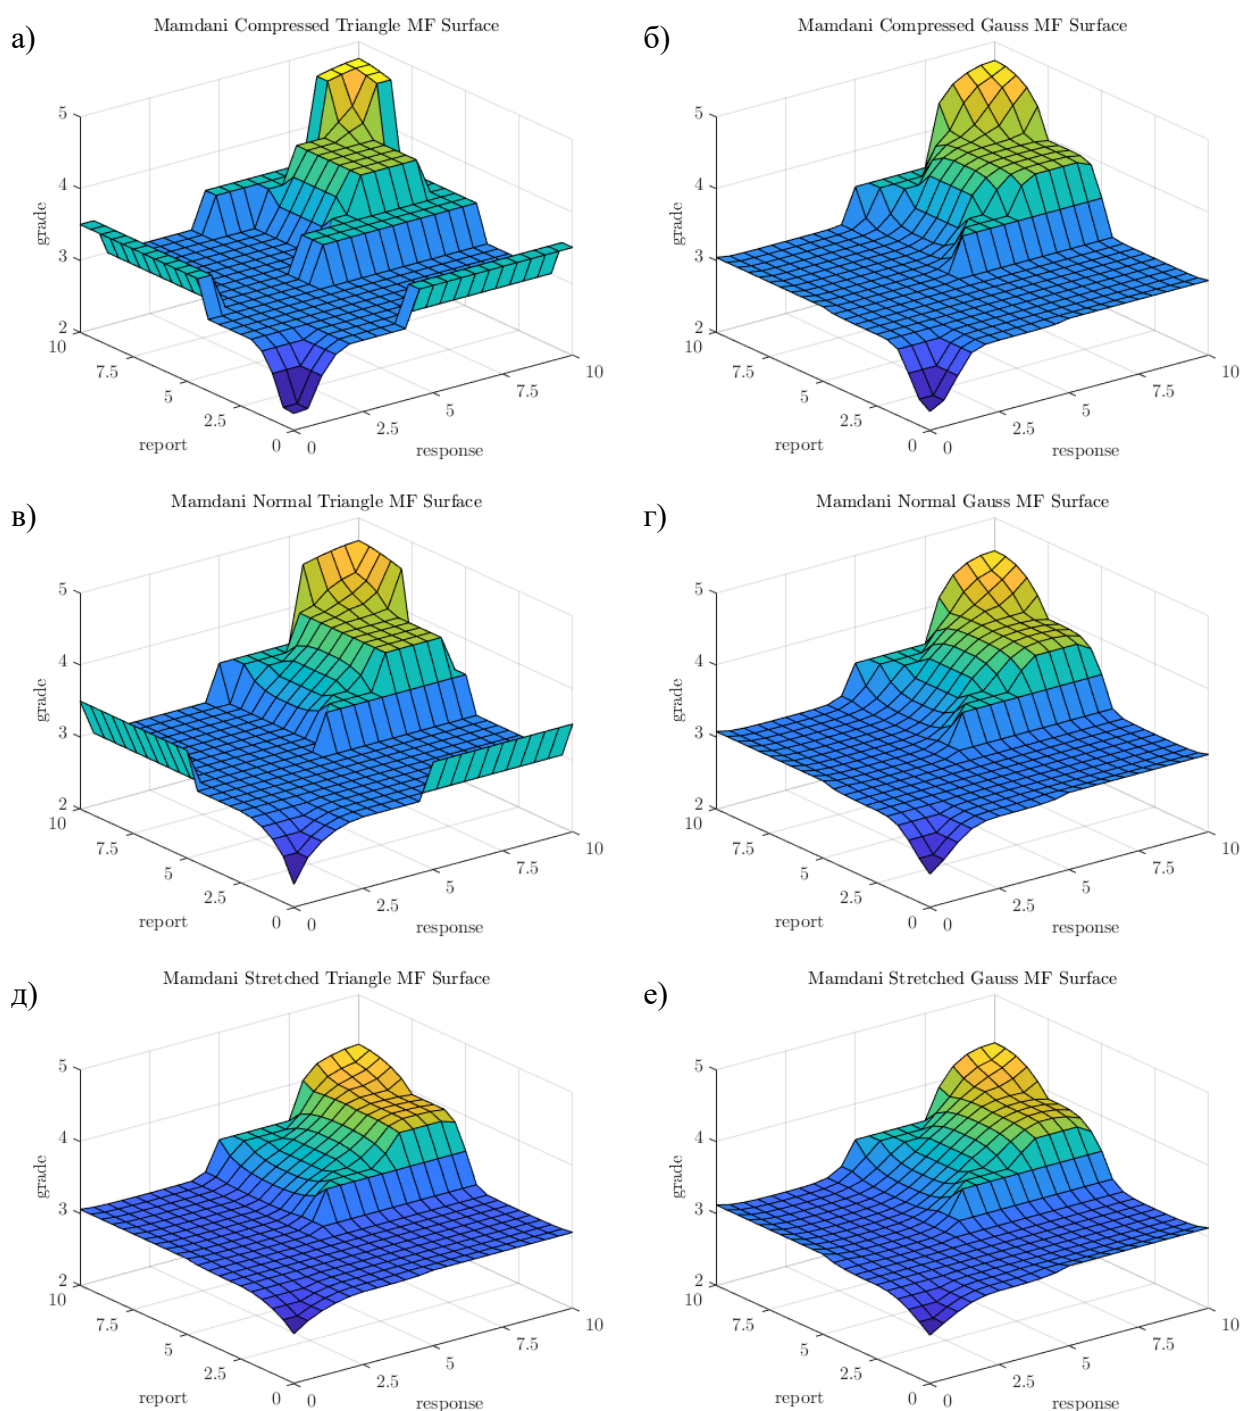 а)
Mamdani Compressed Triangle MF Surface
5
4
3
2
grade
10
7.5
5
2.5
0
report
0
2.5
5
7.5
10
response
б)
Mamdani Compressed Gauss MF Surface
5
4
3
2
grade
10
7.5
5
2.5
0
report
0
2.5
5
7.5
10
response
в)
Mamdani Normal Triangle MF Surface
5
4
3
2
grade
10
7.5
5
2.5
0
report
0
2.5
5
7.5
10
response
г)
Mamdani Normal Gauss MF Surface
5
4
3
2
grade
10
7.5
5
2.5
0
report
0
2.5
5
7.5
10
response
д)
Mamdani Stretched Triangle MF Surface
5
4
3
2
grade
10
7.5
5
2.5
0
report
0
2.5
5
7.5
10
response
е)
Mamdani Stretched Gauss MF Surface
5
4
3
2
grade
10
7.5
5
2.5
0
report
0
2.5
5
7.5
10
response